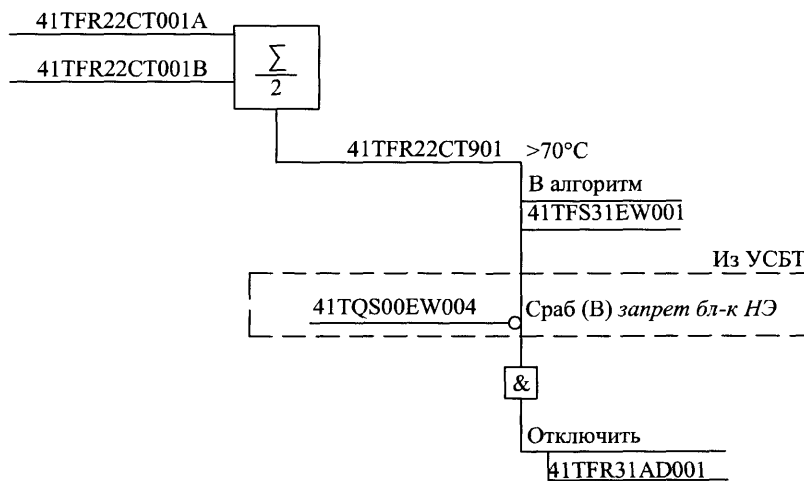 41TFR22CT001A
41TFR22CT001B
∑
2
41TFR22CT901 >70°C
В алгоритм
41TFS31EW001
Из УСБТ
41TQS00EW004
Сраб (В) запрет бл-к НЭ
&
Отключить
41TFR31AD001